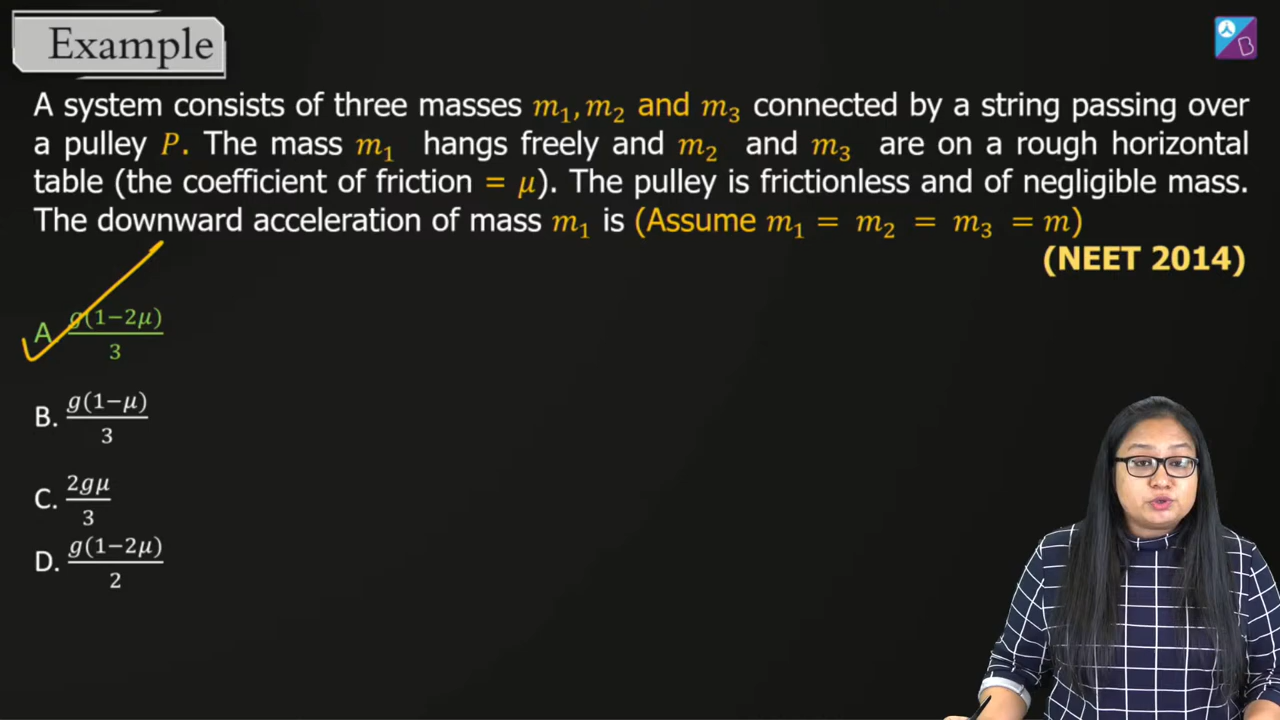 Example
A system consists of three masses m₁, m₂ and m₃ connected by a string passing over
a pulley P. The mass m₁ hangs freely and m₂ and m₃ are on a rough horizontal
table (the coefficient of friction = μ). The pulley is frictionless and of negligible mass.
The downward acceleration of mass m₁ is (Assume m₁ = m₂ = m₃ = m)
(NEET 2014)
A. g(1−2μ)/3
B. g(1−μ)/3
C. 2gμ/3
D. g(1−2μ)/2
B